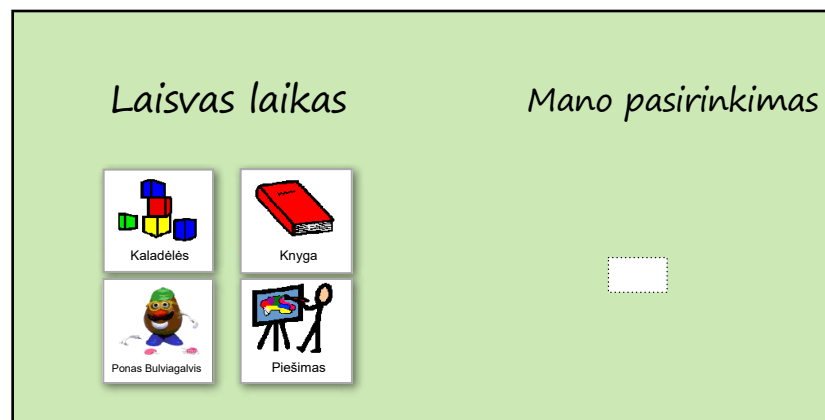 Laisvas laikas
Mano pasirinkimas
Kaladėlės
Knyga
Ponas Bulviagalvis
Piešimas